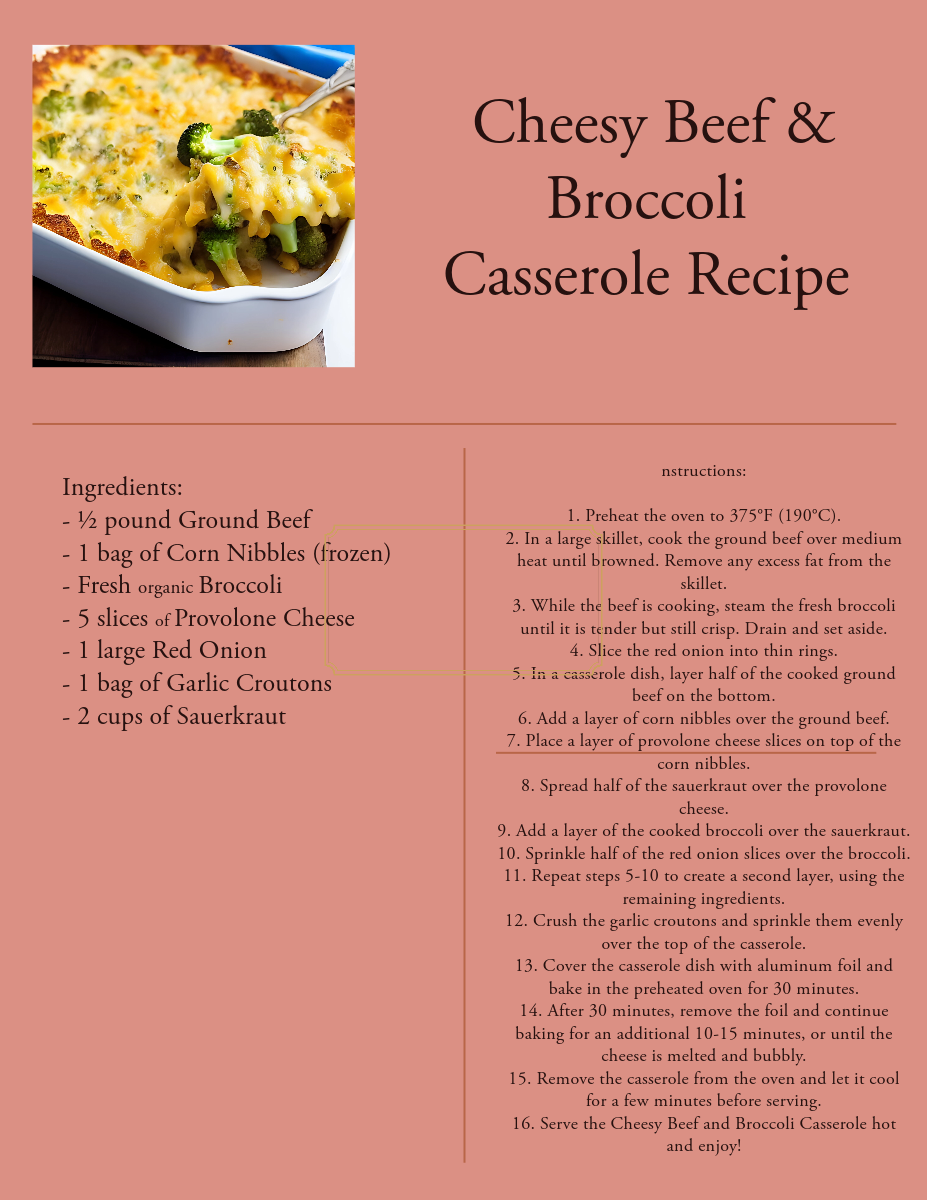 Cheesy Beef &
Broccoli
Casserole Recipe
Ingredients:
- ½ pound Ground Beef
- 1 bag of Corn Nibbles (frozen)
- Fresh organic Broccoli
- 5 slices of Provolone Cheese
- 1 large Red Onion
- 1 bag of Garlic Croutons
- 2 cups of Sauerkraut
nstructions:
1. Preheat the oven to 375°F (190°C).
2. In a large skillet, cook the ground beef over medium
heat until browned. Remove any excess fat from the
skillet.
3. While the beef is cooking, steam the fresh broccoli
until it is tender but still crisp. Drain and set aside.
4. Slice the red onion into thin rings.
5. In a casserole dish, layer half of the cooked ground
beef on the bottom.
6. Add a layer of corn nibbles over the ground beef.
7. Place a layer of provolone cheese slices on top of the
corn nibbles.
8. Spread half of the sauerkraut over the provolone
cheese.
9. Add a layer of the cooked broccoli over the sauerkraut.
10. Sprinkle half of the red onion slices over the broccoli.
11. Repeat steps 5-10 to create a second layer, using the
remaining ingredients.
12. Crush the garlic croutons and sprinkle them evenly
over the top of the casserole.
13. Cover the casserole dish with aluminum foil and
bake in the preheated oven for 30 minutes.
14. After 30 minutes, remove the foil and continue
baking for an additional 10-15 minutes, or until the
cheese is melted and bubbly.
15. Remove the casserole from the oven and let it cool
for a few minutes before serving.
16. Serve the Cheesy Beef and Broccoli Casserole hot
and enjoy!